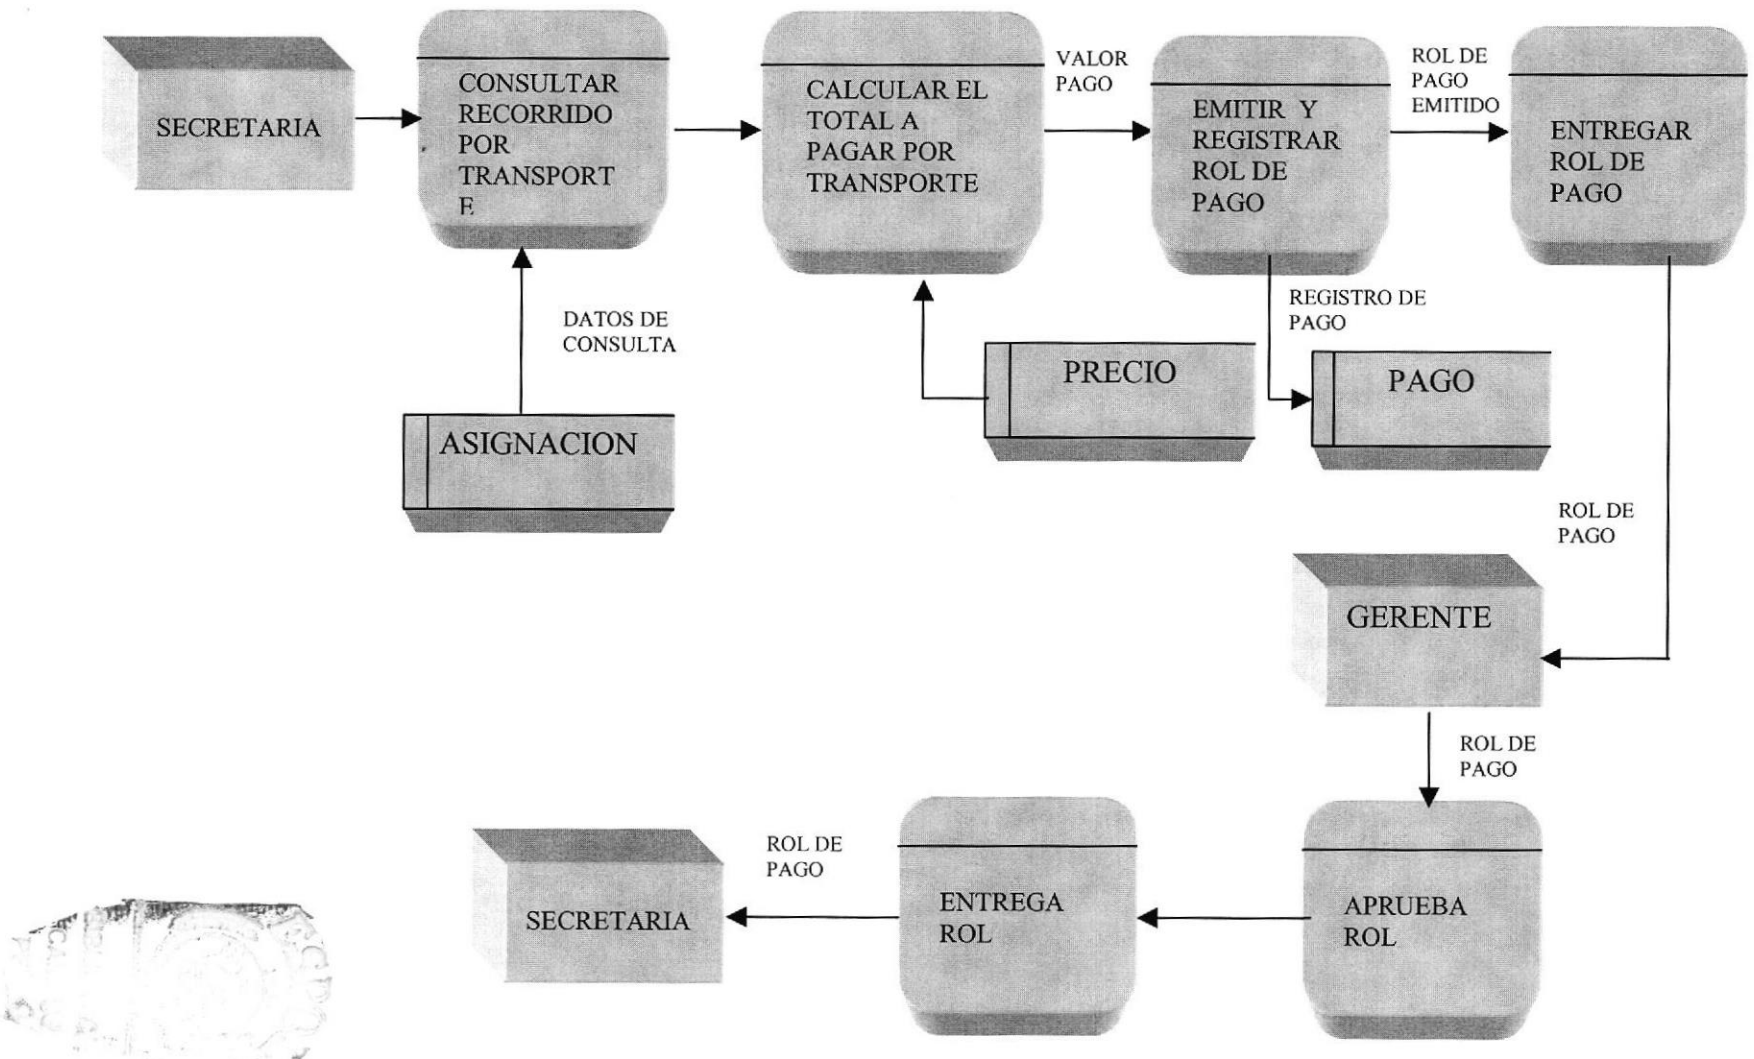 SECRETARIA
CONSULTAR
RECORRIDO
POR
TRANSPORT
E
CALCULAR EL
TOTAL A
PAGAR POR
TRANSPORTE
VALOR
PAGO
EMITIR Y
REGISTRAR
ROL DE
PAGO
ROL DE
PAGO
EMITIDO
ENTREGAR
ROL DE
PAGO
DATOS DE
CONSULTA
REGISTRO DE
PAGO
ASIGNACION
PRECIO
PAGO
ROL DE
PAGO
GERENTE
ROL DE
PAGO
SECRETARIA
ROL DE
PAGO
ENTREGA
ROL
APRUEBA
ROL